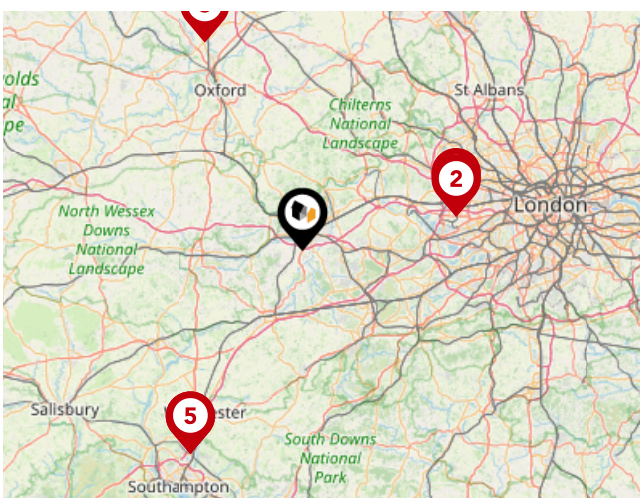 Oxford
St Albans
olds
al
pe
Chilterns
National
Landscape
2
London
North Wessex
Downs
National
Landscape
Salisbury
5
ester
South Downs
National
Park
Southampton